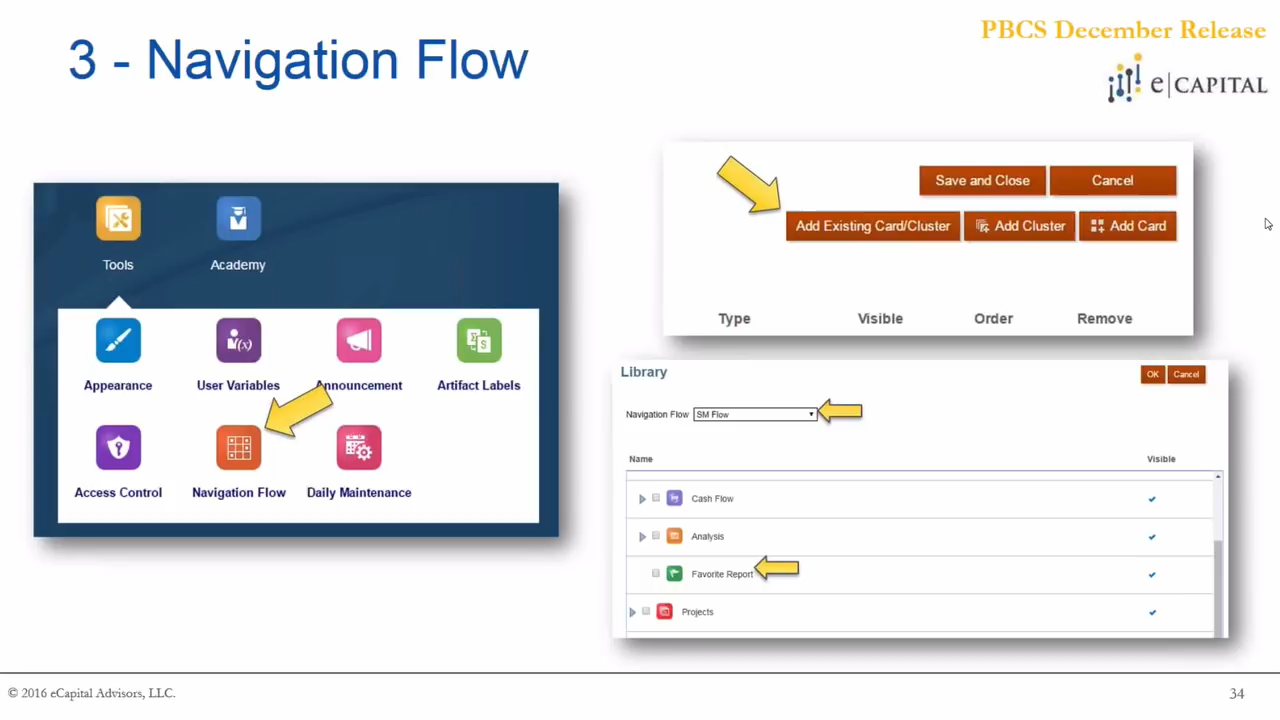 PBCS December Release
3 - Navigation Flow
e|CAPITAL
Tools
Academy
Appearance
User Variables
Announcement
Artifact Labels
Access Control
Navigation Flow
Daily Maintenance
Save and Close
Cancel
Add Existing Card/Cluster
Add Cluster
Add Card
Type
Visible
Order
Remove
Library
OK
Cancel
Navigation Flow
SM Flow
Name
Visible
Cash Flow
Analysis
Favorite Report
Projects
© 2016 eCapital Advisors, LLC.
34